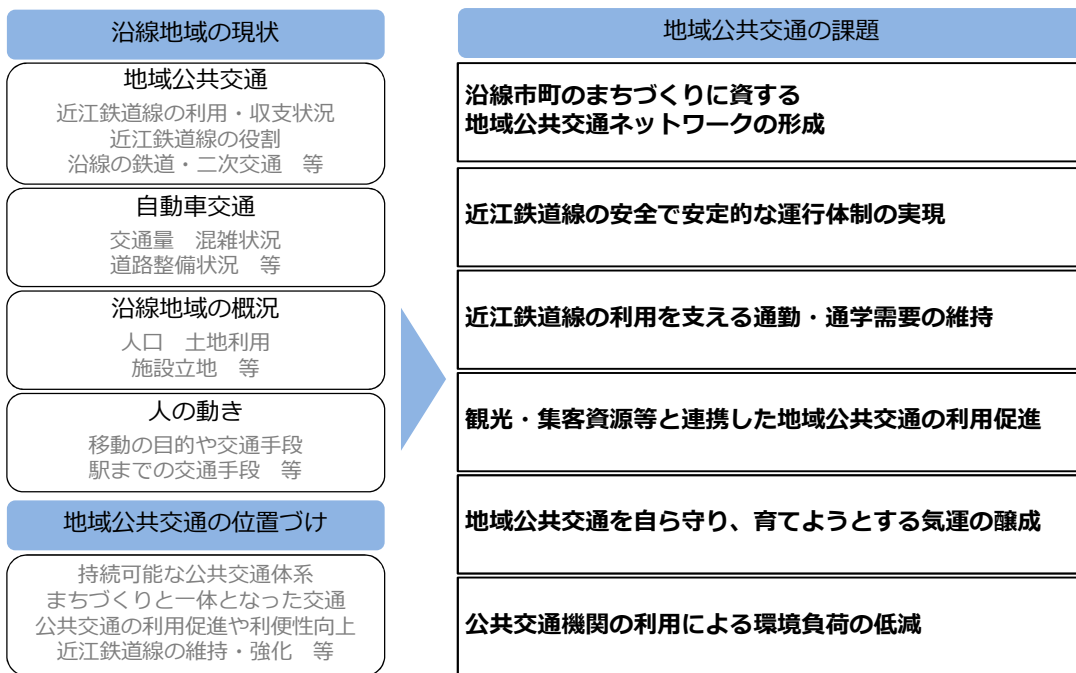 沿線地域の現状
地域公共交通
近江鉄道線の利用・収支状況
近江鉄道線の役割
沿線の鉄道・二次交通　等
自動車交通
交通量　混雑状況
道路整備状況　等
沿線地域の概況
人口　土地利用
施設立地　等
人の動き
移動の目的や交通手段
駅までの交通手段　等
地域公共交通の位置づけ
持続可能な公共交通体系
まちづくりと一体となった交通
公共交通の利用促進や利便性向上
近江鉄道線の維持・強化　等
地域公共交通の課題
沿線市町のまちづくりに資する
地域公共交通ネットワークの形成
近江鉄道線の安全で安定的な運行体制の実現
近江鉄道線の利用を支える通勤・通学需要の維持
観光・集客資源等と連携した地域公共交通の利用促進
地域公共交通を自ら守り、育てようとする気運の醸成
公共交通機関の利用による環境負荷の低減